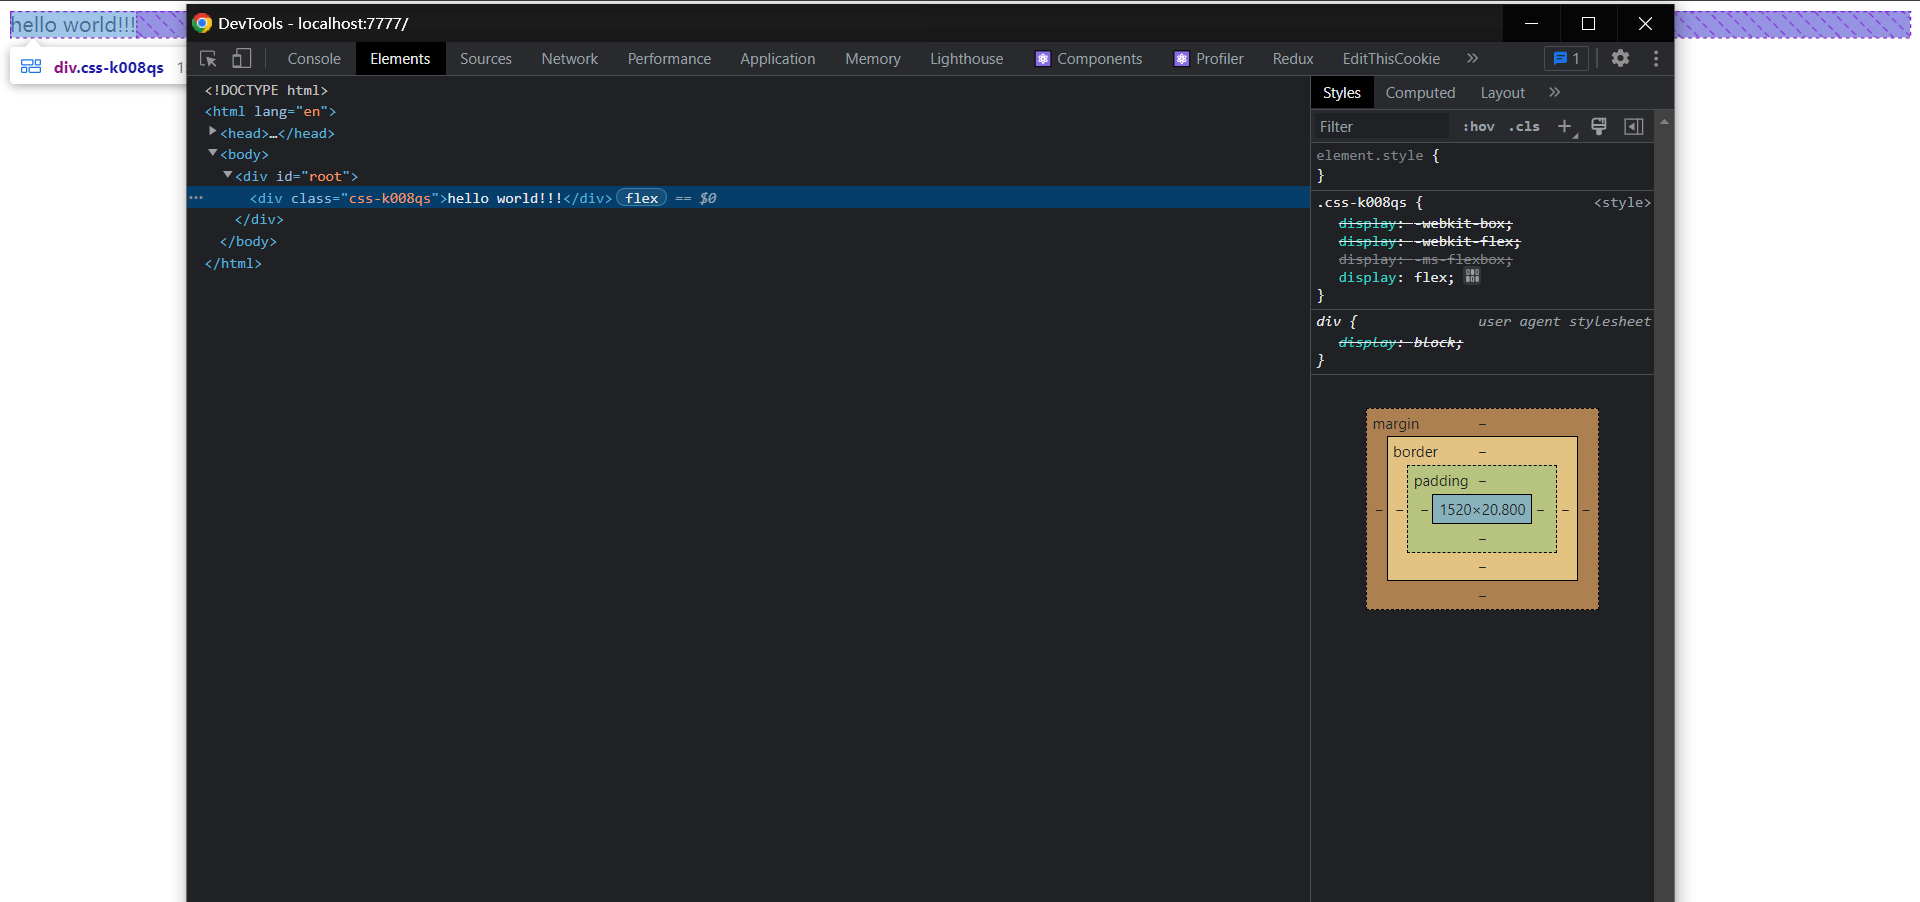 hello world!!!
div.css-k008qs
DevTools - localhost:7777/
Console Elements Sources Network Performance Application Memory Lighthouse Components Profiler Redux EditThisCookie » 1
<!DOCTYPE html>
<html lang="en">
<head>…</head>
<body>
<div id="root">
<div class="css-k008qs">hello world!!!</div> flex == $0
</div>
</body>
</html>
Styles Computed Layout »
Filter :hov .cls +
element.style {
}
.css-k008qs { <style>
display: -webkit-box;
display: -webkit-flex;
display: -ms-flexbox;
display: flex;
}
div { user agent stylesheet
display: block;
}
margin –
border –
padding –
– – – 1520×20.800 – – –
–
–
–